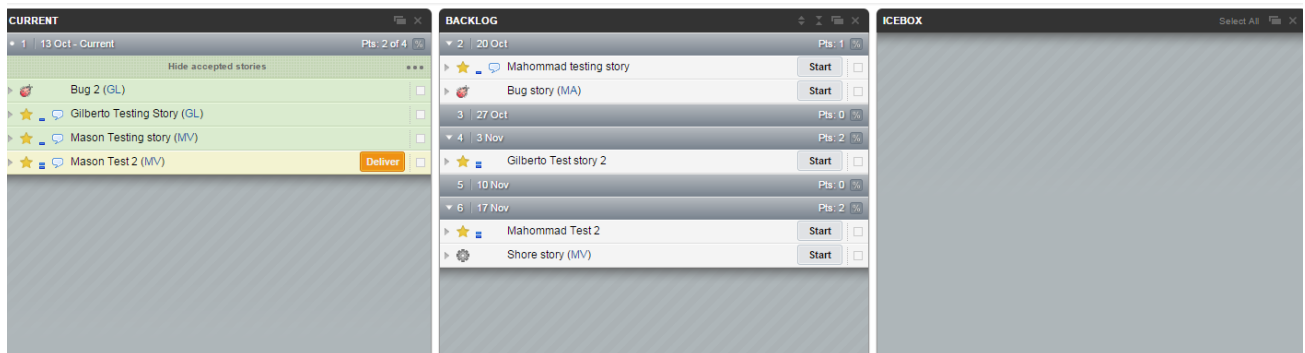 CURRENT
1 | 13 Oct - Current Pts: 2 of 4 %
Hide accepted stories
Bug 2 (GL)
Gilberto Testing Story (GL)
Mason Testing story (MV)
Mason Test 2 (MV) Deliver
BACKLOG
2 | 20 Oct Pts: 1 %
Mahommad testing story Start
Bug story (MA) Start
3 | 27 Oct Pts: 0 %
4 | 3 Nov Pts: 2 %
Gilberto Test story 2 Start
5 | 10 Nov Pts: 0 %
6 | 17 Nov Pts: 2 %
Mahommad Test 2 Start
Shore story (MV) Start
ICEBOX Select All